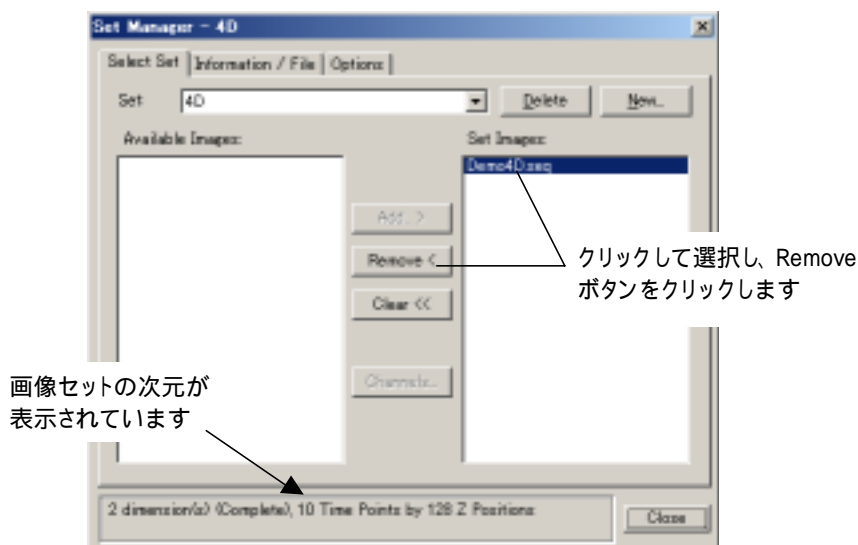 Set Manager - 4D
Select Set Information / File Options
Set: 4D Delete New...
Available Images: Set Images:
Demo4D.seq
Add.. >
Remove <
クリックして選択し、Remove
ボタンをクリックします
Clear <<
画像セットの次元が
表示されています
Channels...
2 dimension(s) (Complete), 10 Time Points by 128 Z Positions
Close